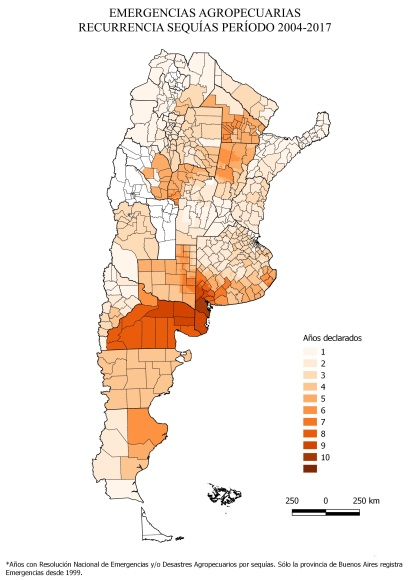 EMERGENCIAS AGROPECUARIAS
RECURRENCIA SEQUÍAS PERÍODO 2004-2017
Años declarados
1
2
3
4
5
6
7
8
9
10
250 0 250 km
*Años con Resolución Nacional de Emergencias y/o Desastres Agropecuarios por sequías. Sólo la provincia de Buenos Aires registra
Emergencias desde 1999.